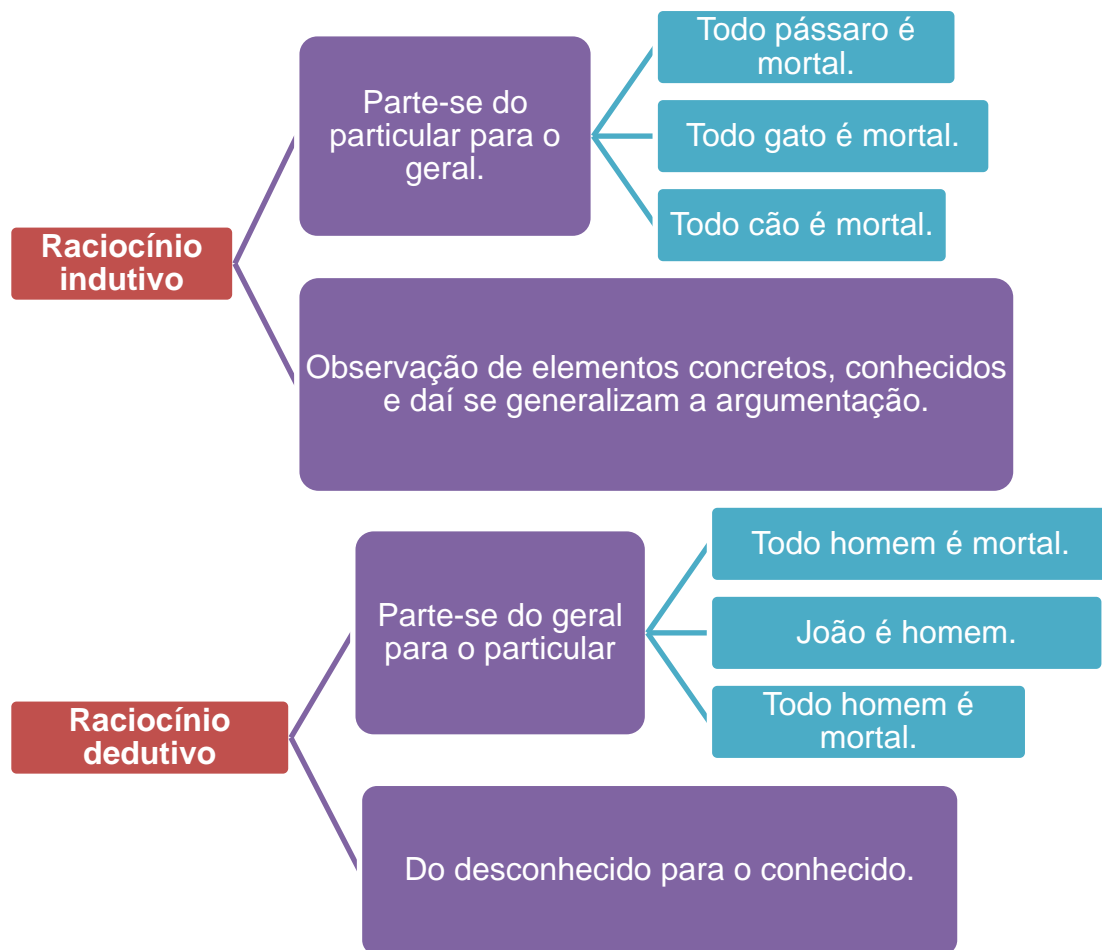 Raciocínio
indutivo
Parte-se do
particular para o
geral.
Todo pássaro é
mortal.
Todo gato é mortal.
Todo cão é mortal.
Observação de elementos concretos, conhecidos
e daí se generalizam a argumentação.
Raciocínio
dedutivo
Parte-se do geral
para o particular
Todo homem é mortal.
João é homem.
Todo homem é
mortal.
Do desconhecido para o conhecido.